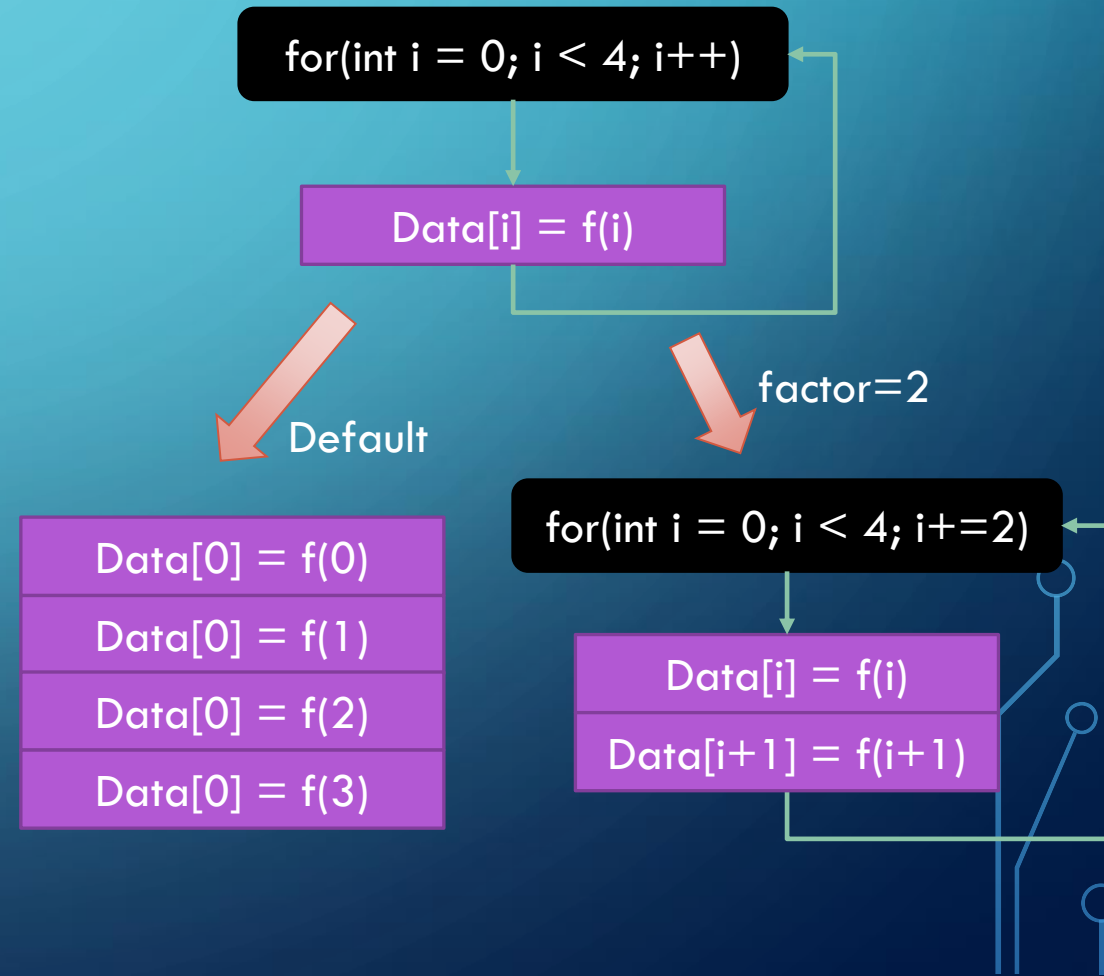 for(int i = 0; i < 4; i++)
Data[i] = f(i)
Default
factor=2
Data[0] = f(0)
Data[0] = f(1)
Data[0] = f(2)
Data[0] = f(3)
for(int i = 0; i < 4; i+=2)
Data[i] = f(i)
Data[i+1] = f(i+1)